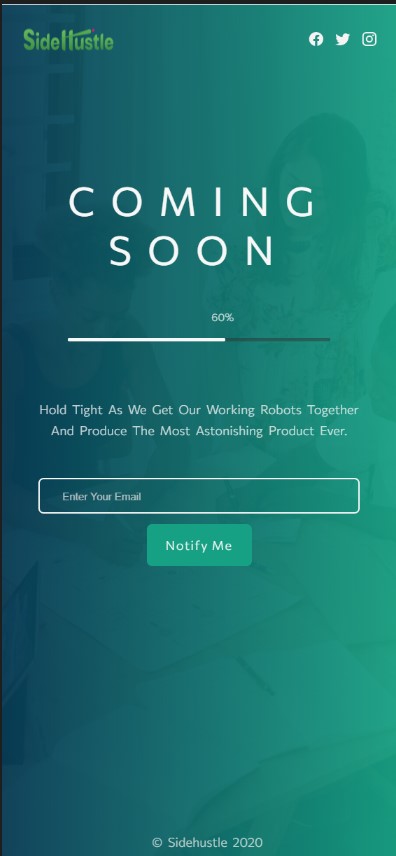 SideHustle
COMING
SOON
60%
Hold Tight As We Get Our Working Robots Together
And Produce The Most Astonishing Product Ever.
Enter Your Email
Notify Me
© Sidehustle 2020